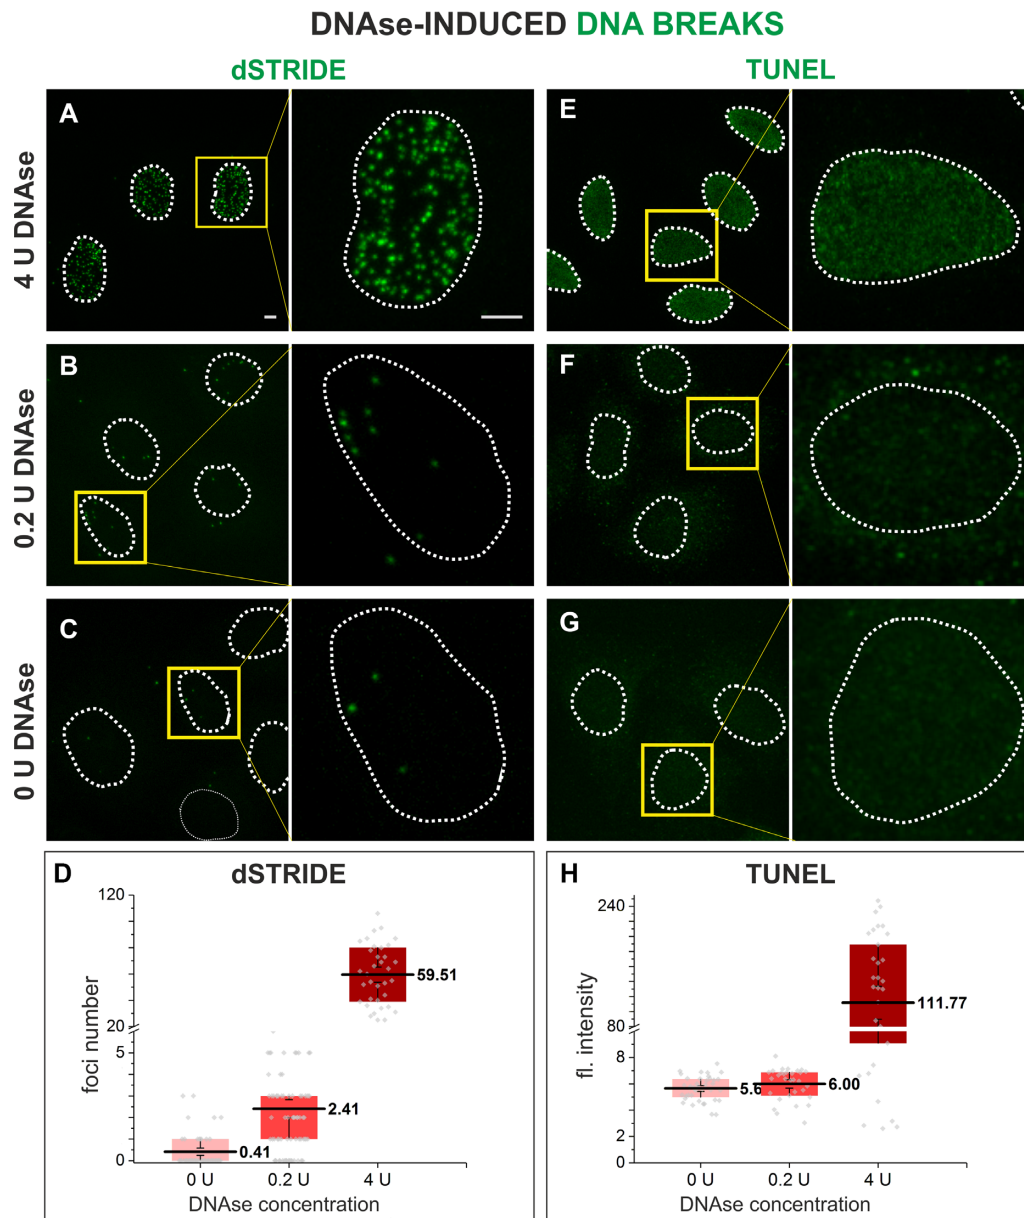 DNAse-INDUCED DNA BREAKS
dSTRIDE
TUNEL
4 U DNAse
A
E
0.2 U DNAse
B
F
0 U DNAse
C
G
D
dSTRIDE
120
20
5
0
foci number
59.51
2.41
0.41
0 U
0.2 U
4 U
DNAse concentration
H
TUNEL
240
80
8
2
0
fl. intensity
111.77
6.00
5.6
0 U
0.2 U
4 U
DNAse concentration